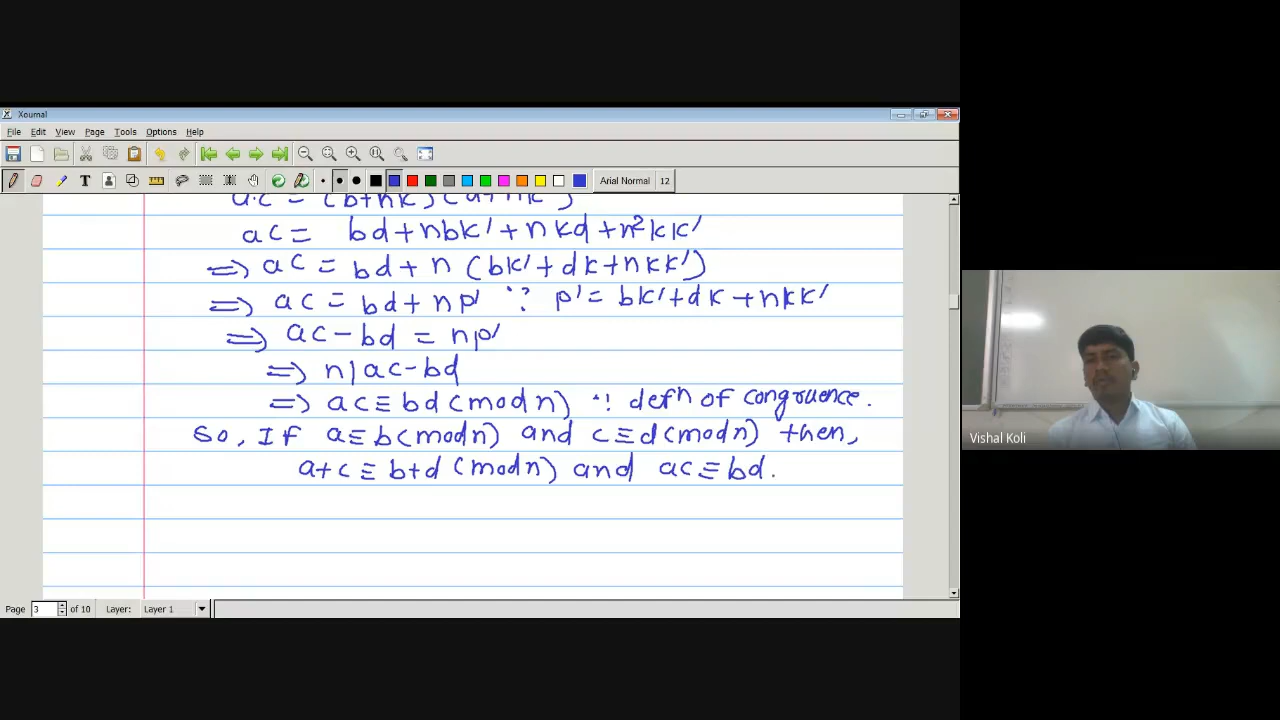 Xournal
File Edit View Page Tools Options Help
Arial Normal 12
a·c = (b+nk)(d+nk')
ac = bd+nbk'+nkd+n²kk'
⟹ ac = bd+n (bk'+dk+nkk')
⟹ ac = bd+np' ∵ p' = bk'+dk+nkk'
⟹ ac-bd = np'
⟹ n|ac-bd
⟹ ac≡bd(mod n) ∵ defn of congruence.
So, If a≡b(mod n) and c≡d(mod n) then,
a+c≡b+d(mod n) and ac≡bd.
Vishal Koli
Page 3 of 10 Layer: Layer 1